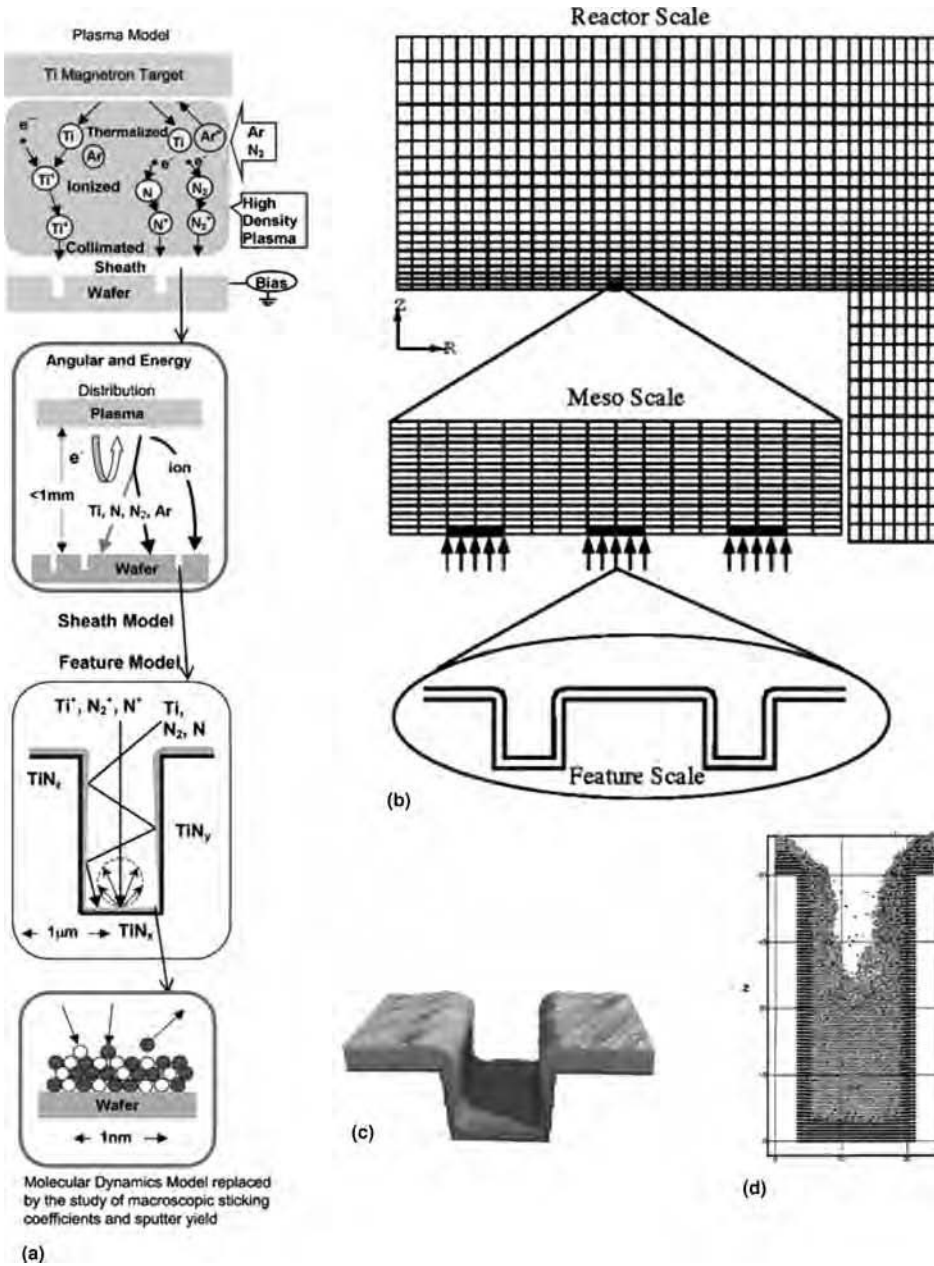 Plasma Model
Ti Magnetron Target
e⁻
Ti
Thermalized
Ti
Ar⁺
Ar
N₂
Ar
e
e
Ti⁺
Ionized
N
N₂
High
Density
Plasma
Ti⁺
N⁺
N₂⁺
Collimated
Sheath
Wafer
Bias
Angular and Energy
Distribution
Plasma
e⁻
ion
<1mm
Ti, N, N₂, Ar
Wafer
Sheath Model
Feature Model
Ti⁺, N₂⁺, N⁺
Ti,
N₂, N
TiNᵧ
TiNₓ
1μm
Wafer
1nm
Molecular Dynamics Model replaced
by the study of macroscopic sticking
coefficients and sputter yield
(a)
Reactor Scale
Z
R
Meso Scale
Feature Scale
(b)
(c)
z
(d)